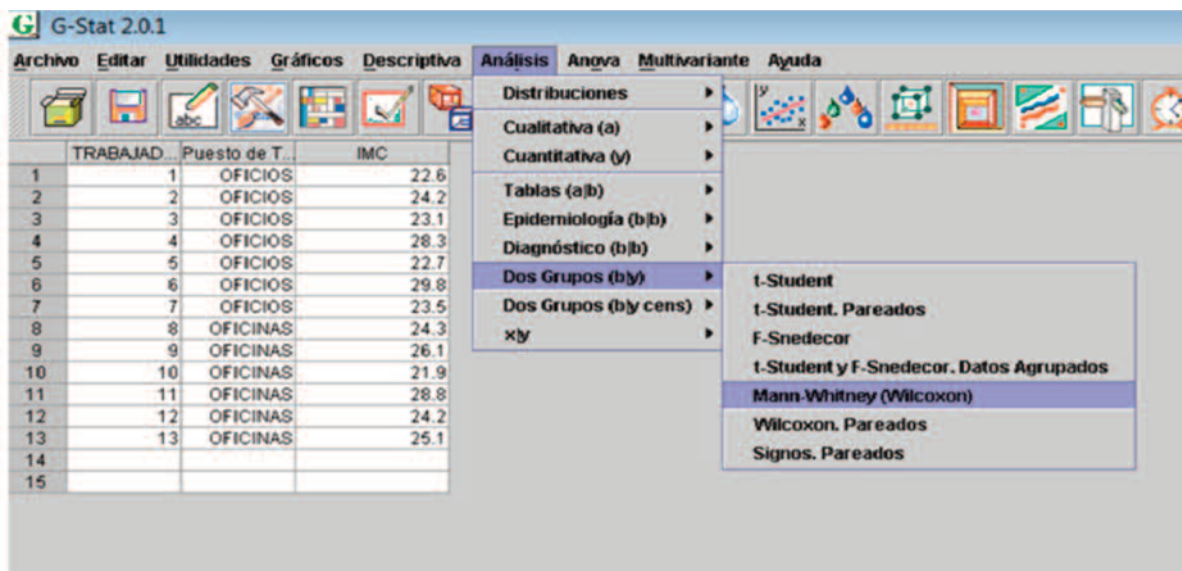 G G-Stat 2.0.1
Archivo Editar Utilidades Gráficos Descriptiva Análisis Anova Multivariante Ayuda
abc
y
x
Distribuciones
Cualitativa (a)
Cuantitativa (y)
Tablas (a|b)
Epidemiología (b|b)
Diagnóstico (b|b)
Dos Grupos (b|y)
Dos Grupos (b|y cens)
x|y
t-Student
t-Student. Pareados
F-Snedecor
t-Student y F-Snedecor. Datos Agrupados
Mann-Whitney (Wilcoxon)
Wilcoxon. Pareados
Signos. Pareados
TRABAJAD... Puesto de T... IMC
1 1 OFICIOS 22.6
2 2 OFICIOS 24.2
3 3 OFICIOS 23.1
4 4 OFICIOS 28.3
5 5 OFICIOS 22.7
6 6 OFICIOS 29.8
7 7 OFICIOS 23.5
8 8 OFICINAS 24.3
9 9 OFICINAS 26.1
10 10 OFICINAS 21.9
11 11 OFICINAS 28.8
12 12 OFICINAS 24.2
13 13 OFICINAS 25.1
14
15